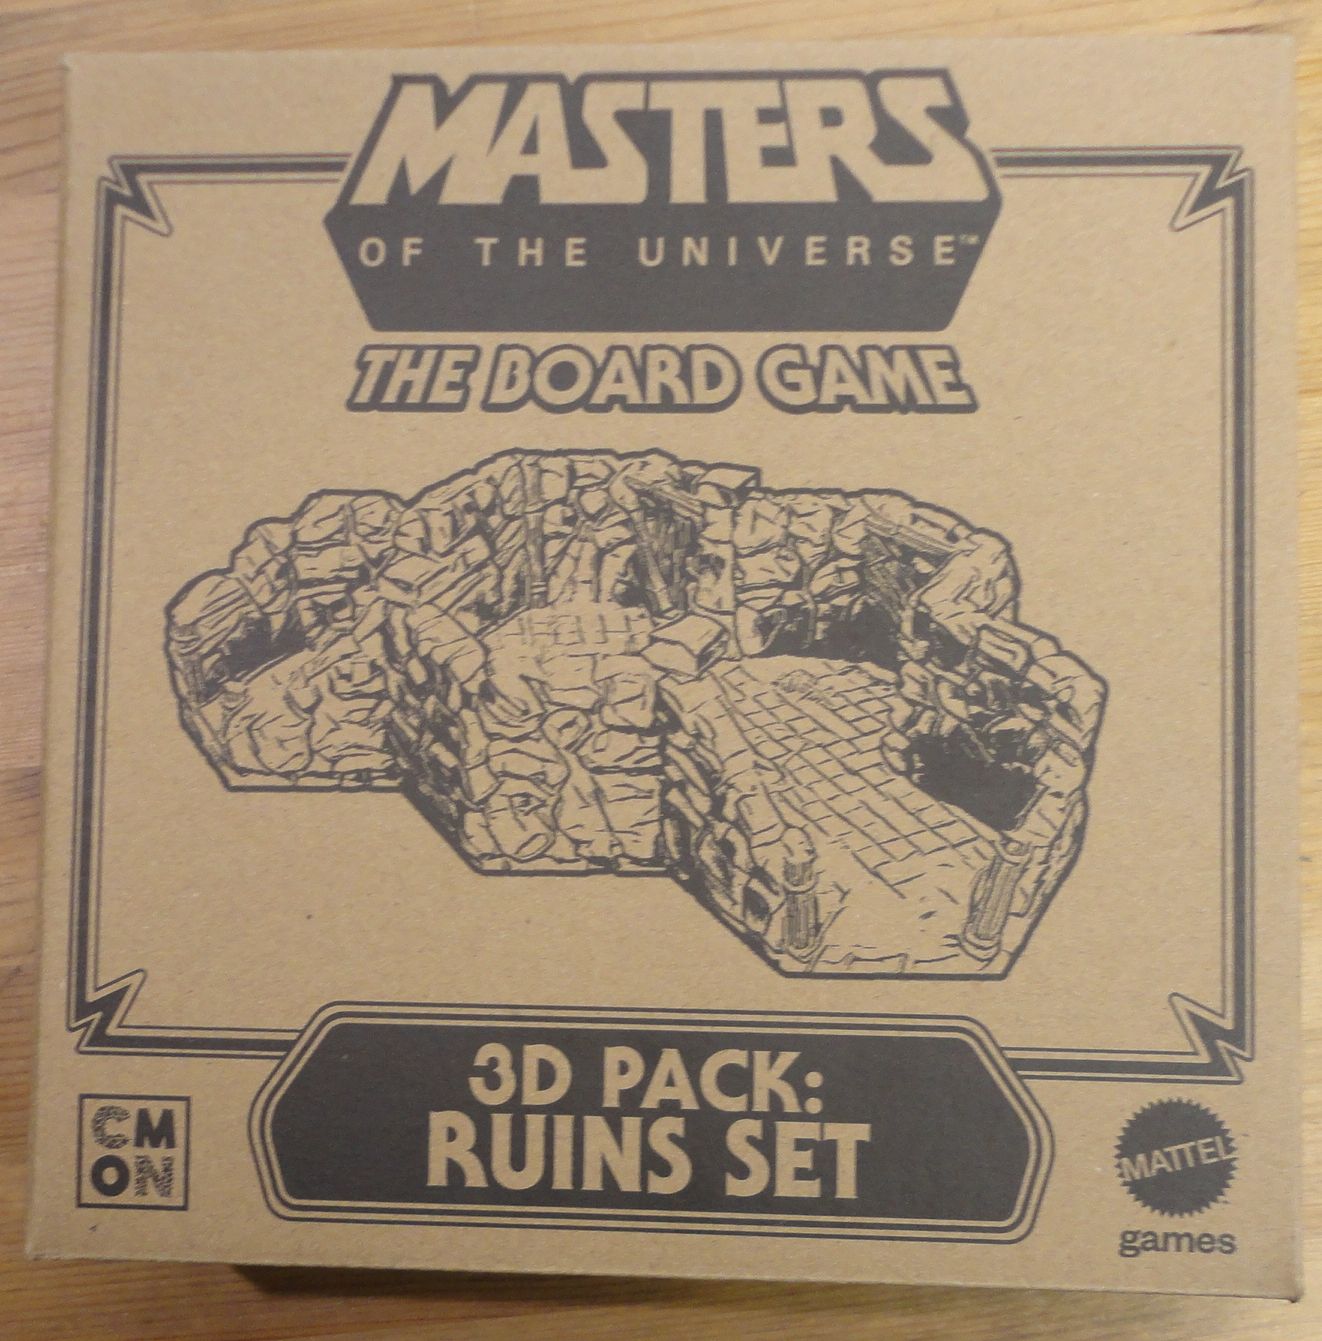 MASTERS
OF THE UNIVERSE™
THE BOARD GAME
3D PACK:
RUINS SET
CMON
MATTEL
games